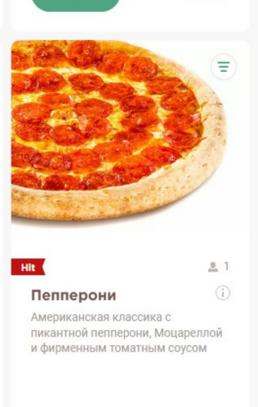 Hit
1
Пепперони
Американская классика с
пикантной пепперони, Моцареллой
и фирменным томатным соусом